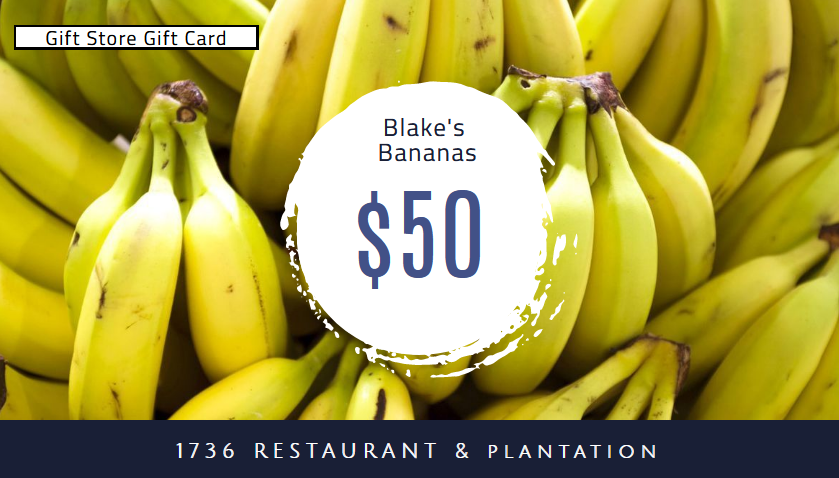 Gift Store Gift Card
Blake's
Bananas
$50
1736 RESTAURANT & PLANTATION